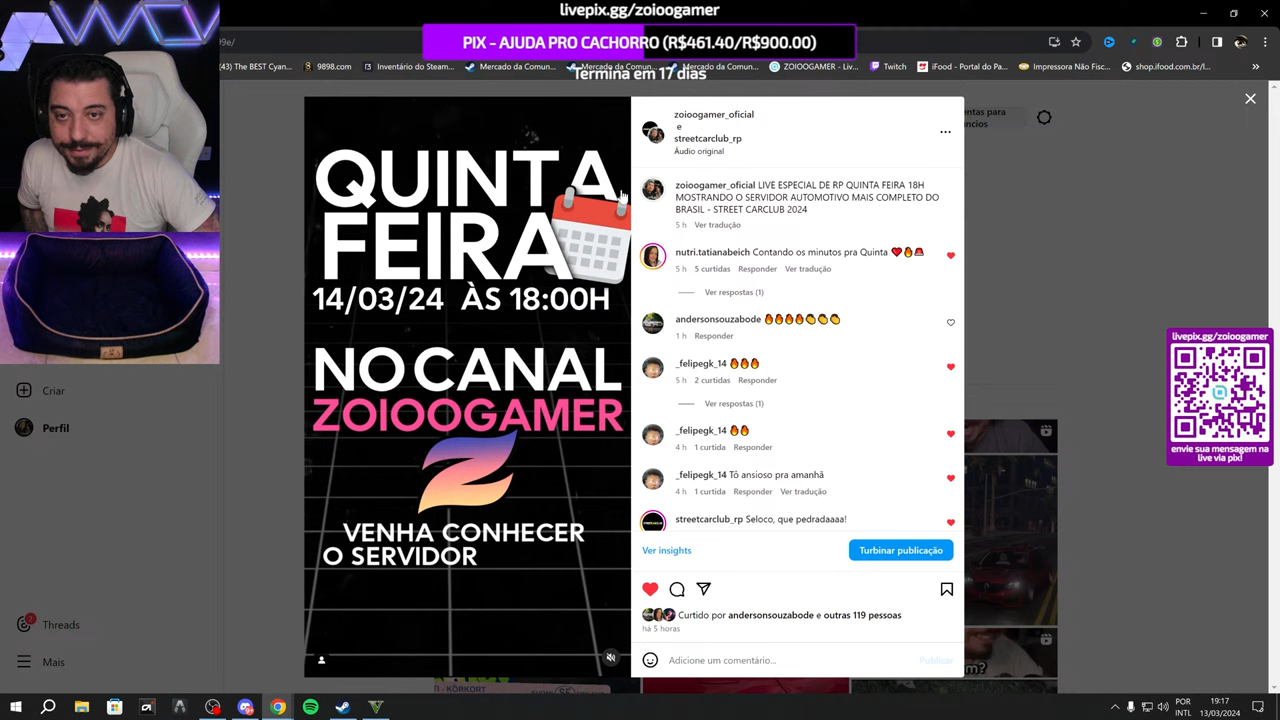 livepix.gg/zoioogamer
PIX - AJUDA PRO CACHORRO (R$461.40/R$900.00)
Termina em 17 dias
99e/
(43) THE BEST Cyan...
9898.com
Inventário do Steam...
Mercado da Comun...
Mercado da Comun...
Mercado da Comun...
ZOIOOGAMER - Liv...
Twitch
iFood - Portal do Pa...
Impressora Não Fisc...
shop.ifood.com.br/l...
QUINTA
FEIRA
14/03/24 ÀS 18:00H
NO CANAL
ZOIOOGAMER
VENHA CONHECER
O SERVIDOR
zoioogamer_oficial
e
streetcarclub_rp
Áudio original
zoioogamer_oficial LIVE ESPECIAL DE RP QUINTA FEIRA 18H
MOSTRANDO O SERVIDOR AUTOMOTIVO MAIS COMPLETO DO
BRASIL - STREET CARCLUB 2024
5 h Ver tradução
nutri.tatianabeich Contando os minutos pra Quinta ❤️🔥🚨
5 h 5 curtidas Responder Ver tradução
Ver respostas (1)
andersonsouzabode 🔥🔥🔥🔥👏👏👏
1 h Responder
_felipegk_14 🔥🔥🔥
5 h 2 curtidas Responder
Ver respostas (1)
_felipegk_14 🔥🔥
4 h 1 curtida Responder
_felipegk_14 Tô ansioso pra amanhã
4 h 1 curtida Responder Ver tradução
streetcarclub_rp Seloco, que pedradaaaa!
Ver insights
Turbinar publicação
Curtido por andersonsouzabode e outras 119 pessoas
há 5 horas
Adicione um comentário...
Publicar
Criar
Perfil
Threads
Mais
livepix.gg/zoioogamer
envie sua mensagem na
live via pix!
POR
INTL
19:17
13/03/2024